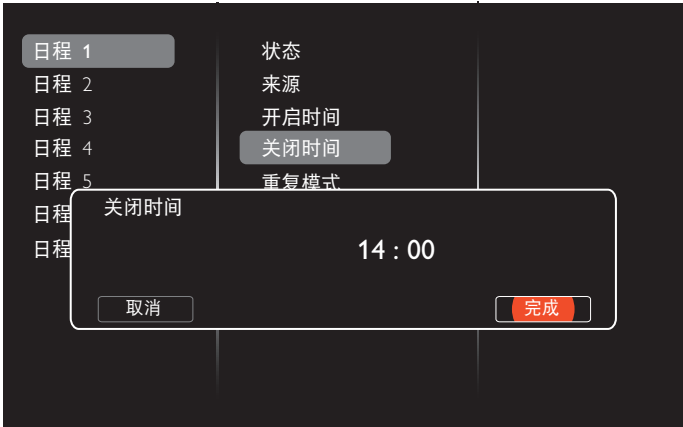 日程 1
日程 2
日程 3
日程 4
日程 5
日程
日程
状态
来源
开启时间
关闭时间
重复模式
关闭时间
14 : 00
取消
完成